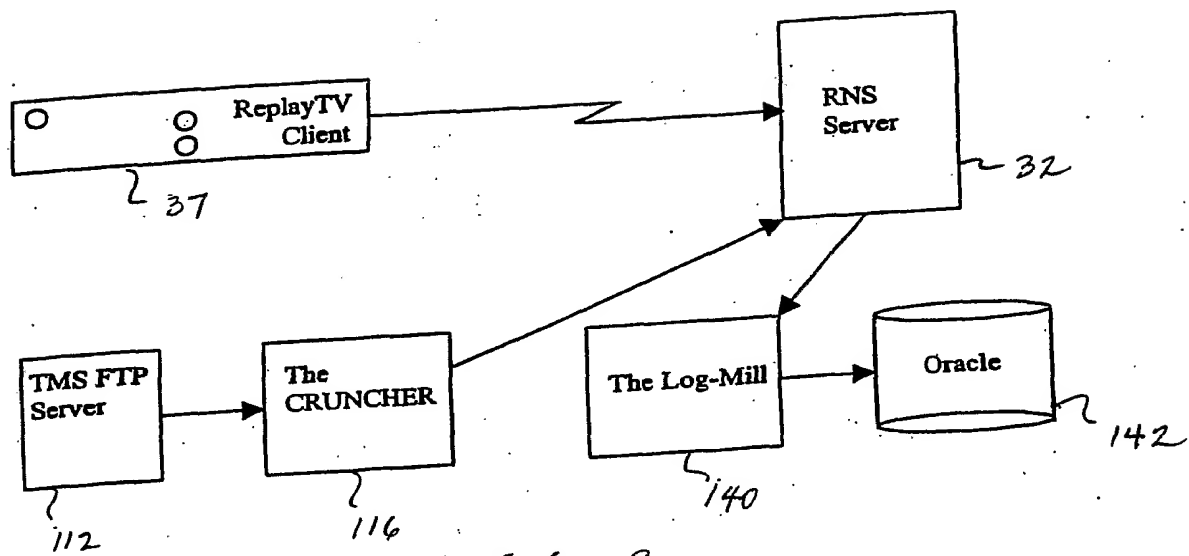 ReplayTV
Client
37
RNS
Server
32
TMS FTP
Server
112
The
CRUNCHER
116
The Log-Mill
140
Oracle
142